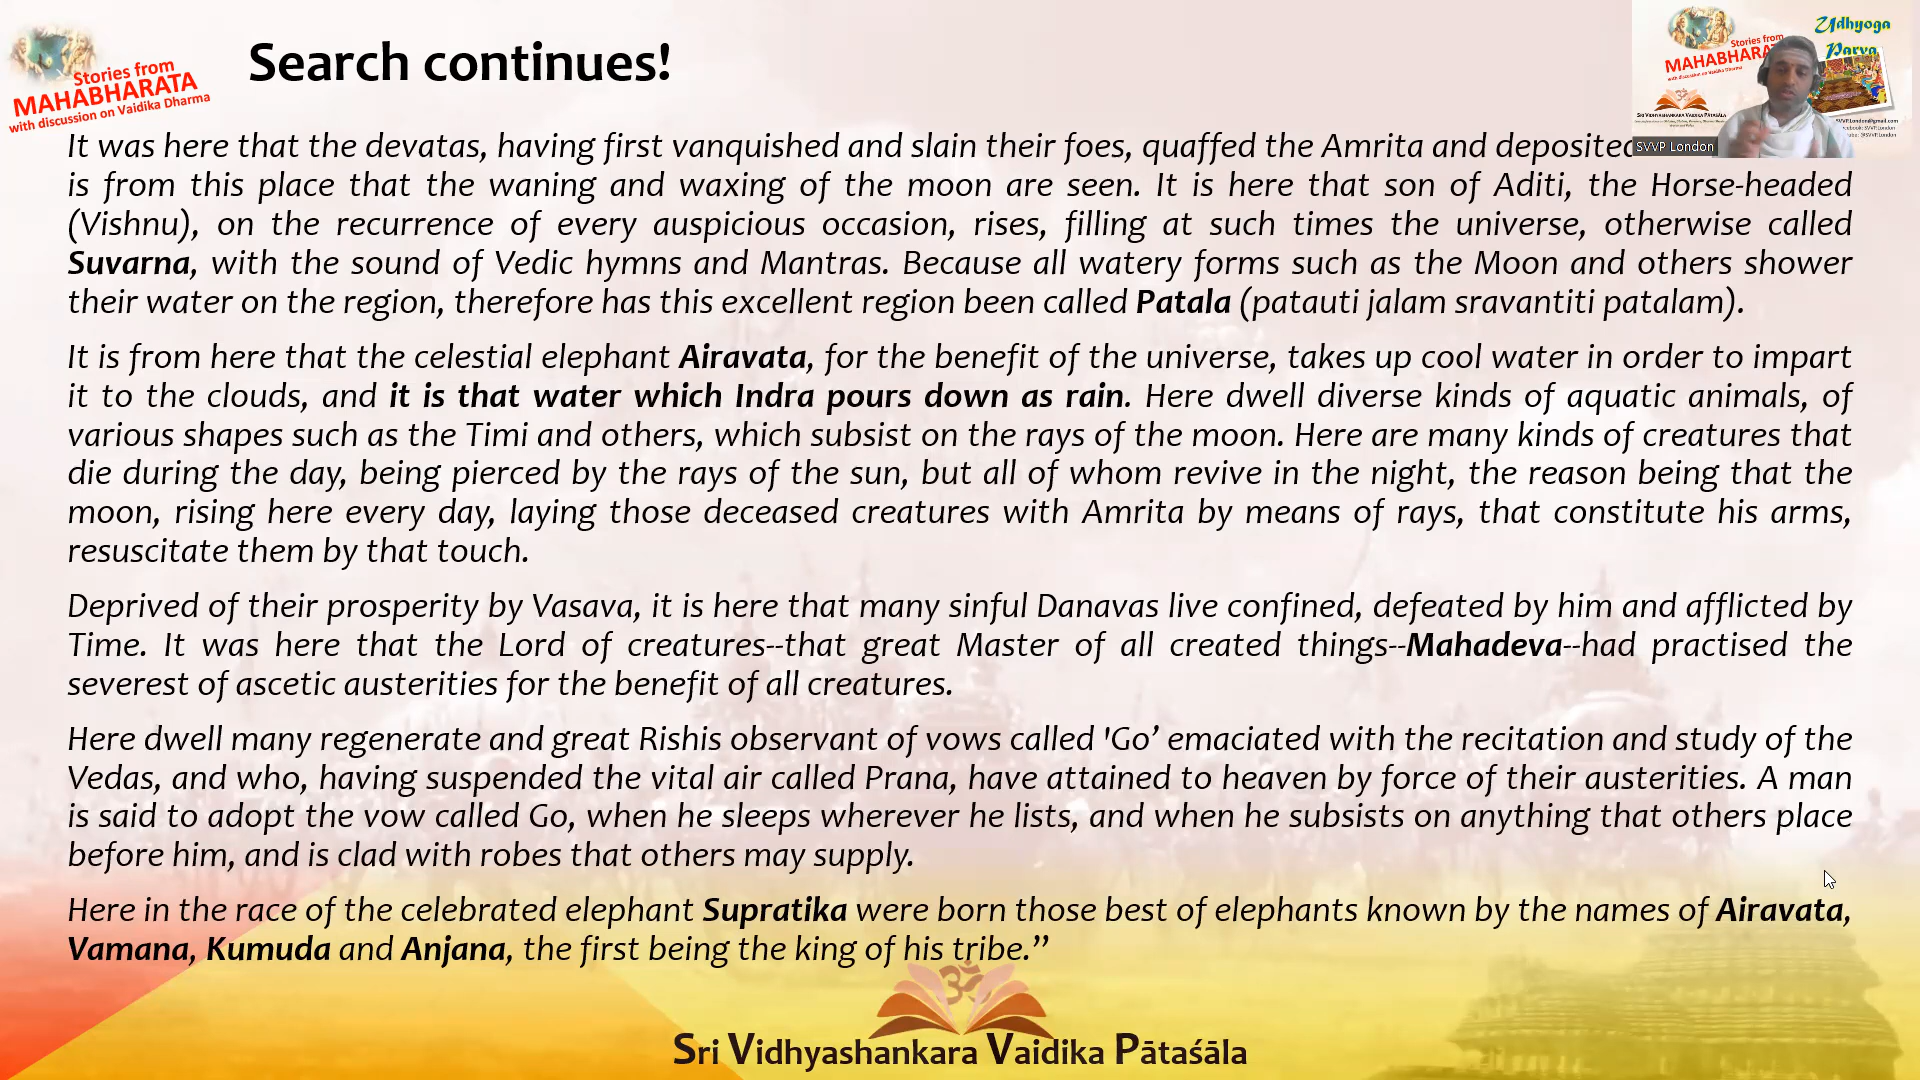 Search continues!
Stories from
MAHABHARATA
with discussion on Vaidika Dharma
Stories from
MAHABHARATA
with discussion on Vaidika Dharma
Udhyoga
Parva
SRI VIDHYASHANKARA VAIDIKA PĀTAŚĀLA
SVVP London
It was here that the devatas, having first vanquished and slain their foes, quaffed the Amrita and deposited
is from this place that the waning and waxing of the moon are seen. It is here that son of Aditi, the Horse-headed
(Vishnu), on the recurrence of every auspicious occasion, rises, filling at such times the universe, otherwise called
Suvarna, with the sound of Vedic hymns and Mantras. Because all watery forms such as the Moon and others shower
their water on the region, therefore has this excellent region been called Patala (patauti jalam sravantiti patalam).
It is from here that the celestial elephant Airavata, for the benefit of the universe, takes up cool water in order to impart
it to the clouds, and it is that water which Indra pours down as rain. Here dwell diverse kinds of aquatic animals, of
various shapes such as the Timi and others, which subsist on the rays of the moon. Here are many kinds of creatures that
die during the day, being pierced by the rays of the sun, but all of whom revive in the night, the reason being that the
moon, rising here every day, laying those deceased creatures with Amrita by means of rays, that constitute his arms,
resuscitate them by that touch.
Deprived of their prosperity by Vasava, it is here that many sinful Danavas live confined, defeated by him and afflicted by
Time. It was here that the Lord of creatures--that great Master of all created things--Mahadeva--had practised the
severest of ascetic austerities for the benefit of all creatures.
Here dwell many regenerate and great Rishis observant of vows called 'Go’ emaciated with the recitation and study of the
Vedas, and who, having suspended the vital air called Prana, have attained to heaven by force of their austerities. A man
is said to adopt the vow called Go, when he sleeps wherever he lists, and when he subsists on anything that others place
before him, and is clad with robes that others may supply.
Here in the race of the celebrated elephant Supratika were born those best of elephants known by the names of Airavata,
Vamana, Kumuda and Anjana, the first being the king of his tribe.”
ॐ
Sri Vidhyashankara Vaidika Pātaśāla